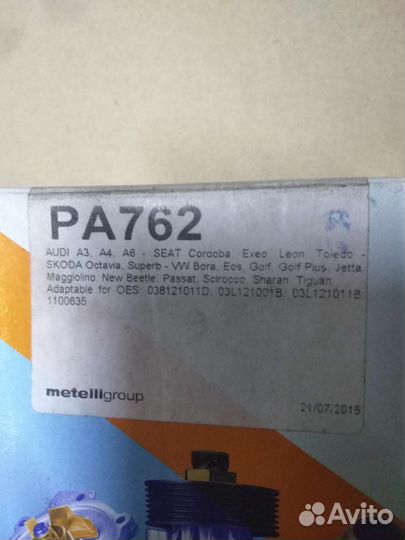 PA762
AUDI A3, A4, A6 - SEAT Cordoba, Exeo, Leon, Toledo -
SKODA Octavia, Superb - VW Bora, Eos, Golf, Golf Plus, Jetta,
Maggiolino, New Beetle, Passat, Scirocco, Sharan, Tiguan.
Adaptable for OES: 038121011D, 03L121001B, 03L121011B,
1100635
metelligroup
21/07/2015
Avito